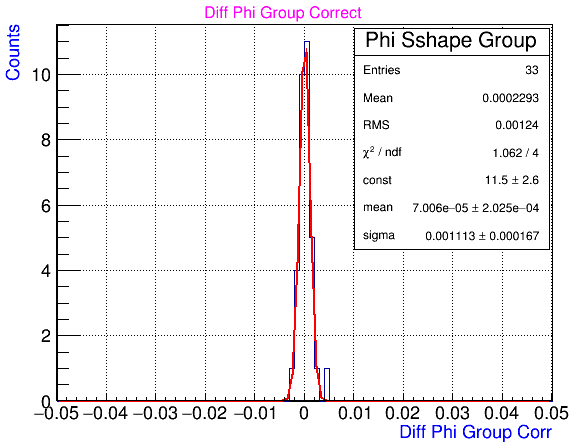 Diff Phi Group Correct
Counts
Phi Sshape Group
Entries 33
Mean 0.0002293
RMS 0.00124
χ² / ndf 1.062 / 4
const 11.5 ± 2.6
mean 7.006e−05 ± 2.025e−04
sigma 0.001113 ± 0.000167
10
8
6
4
2
0
−0.05 −0.04 −0.03 −0.02 −0.01 0 0.01 0.02 0.03 0.04 0.05
Diff Phi Group Corr